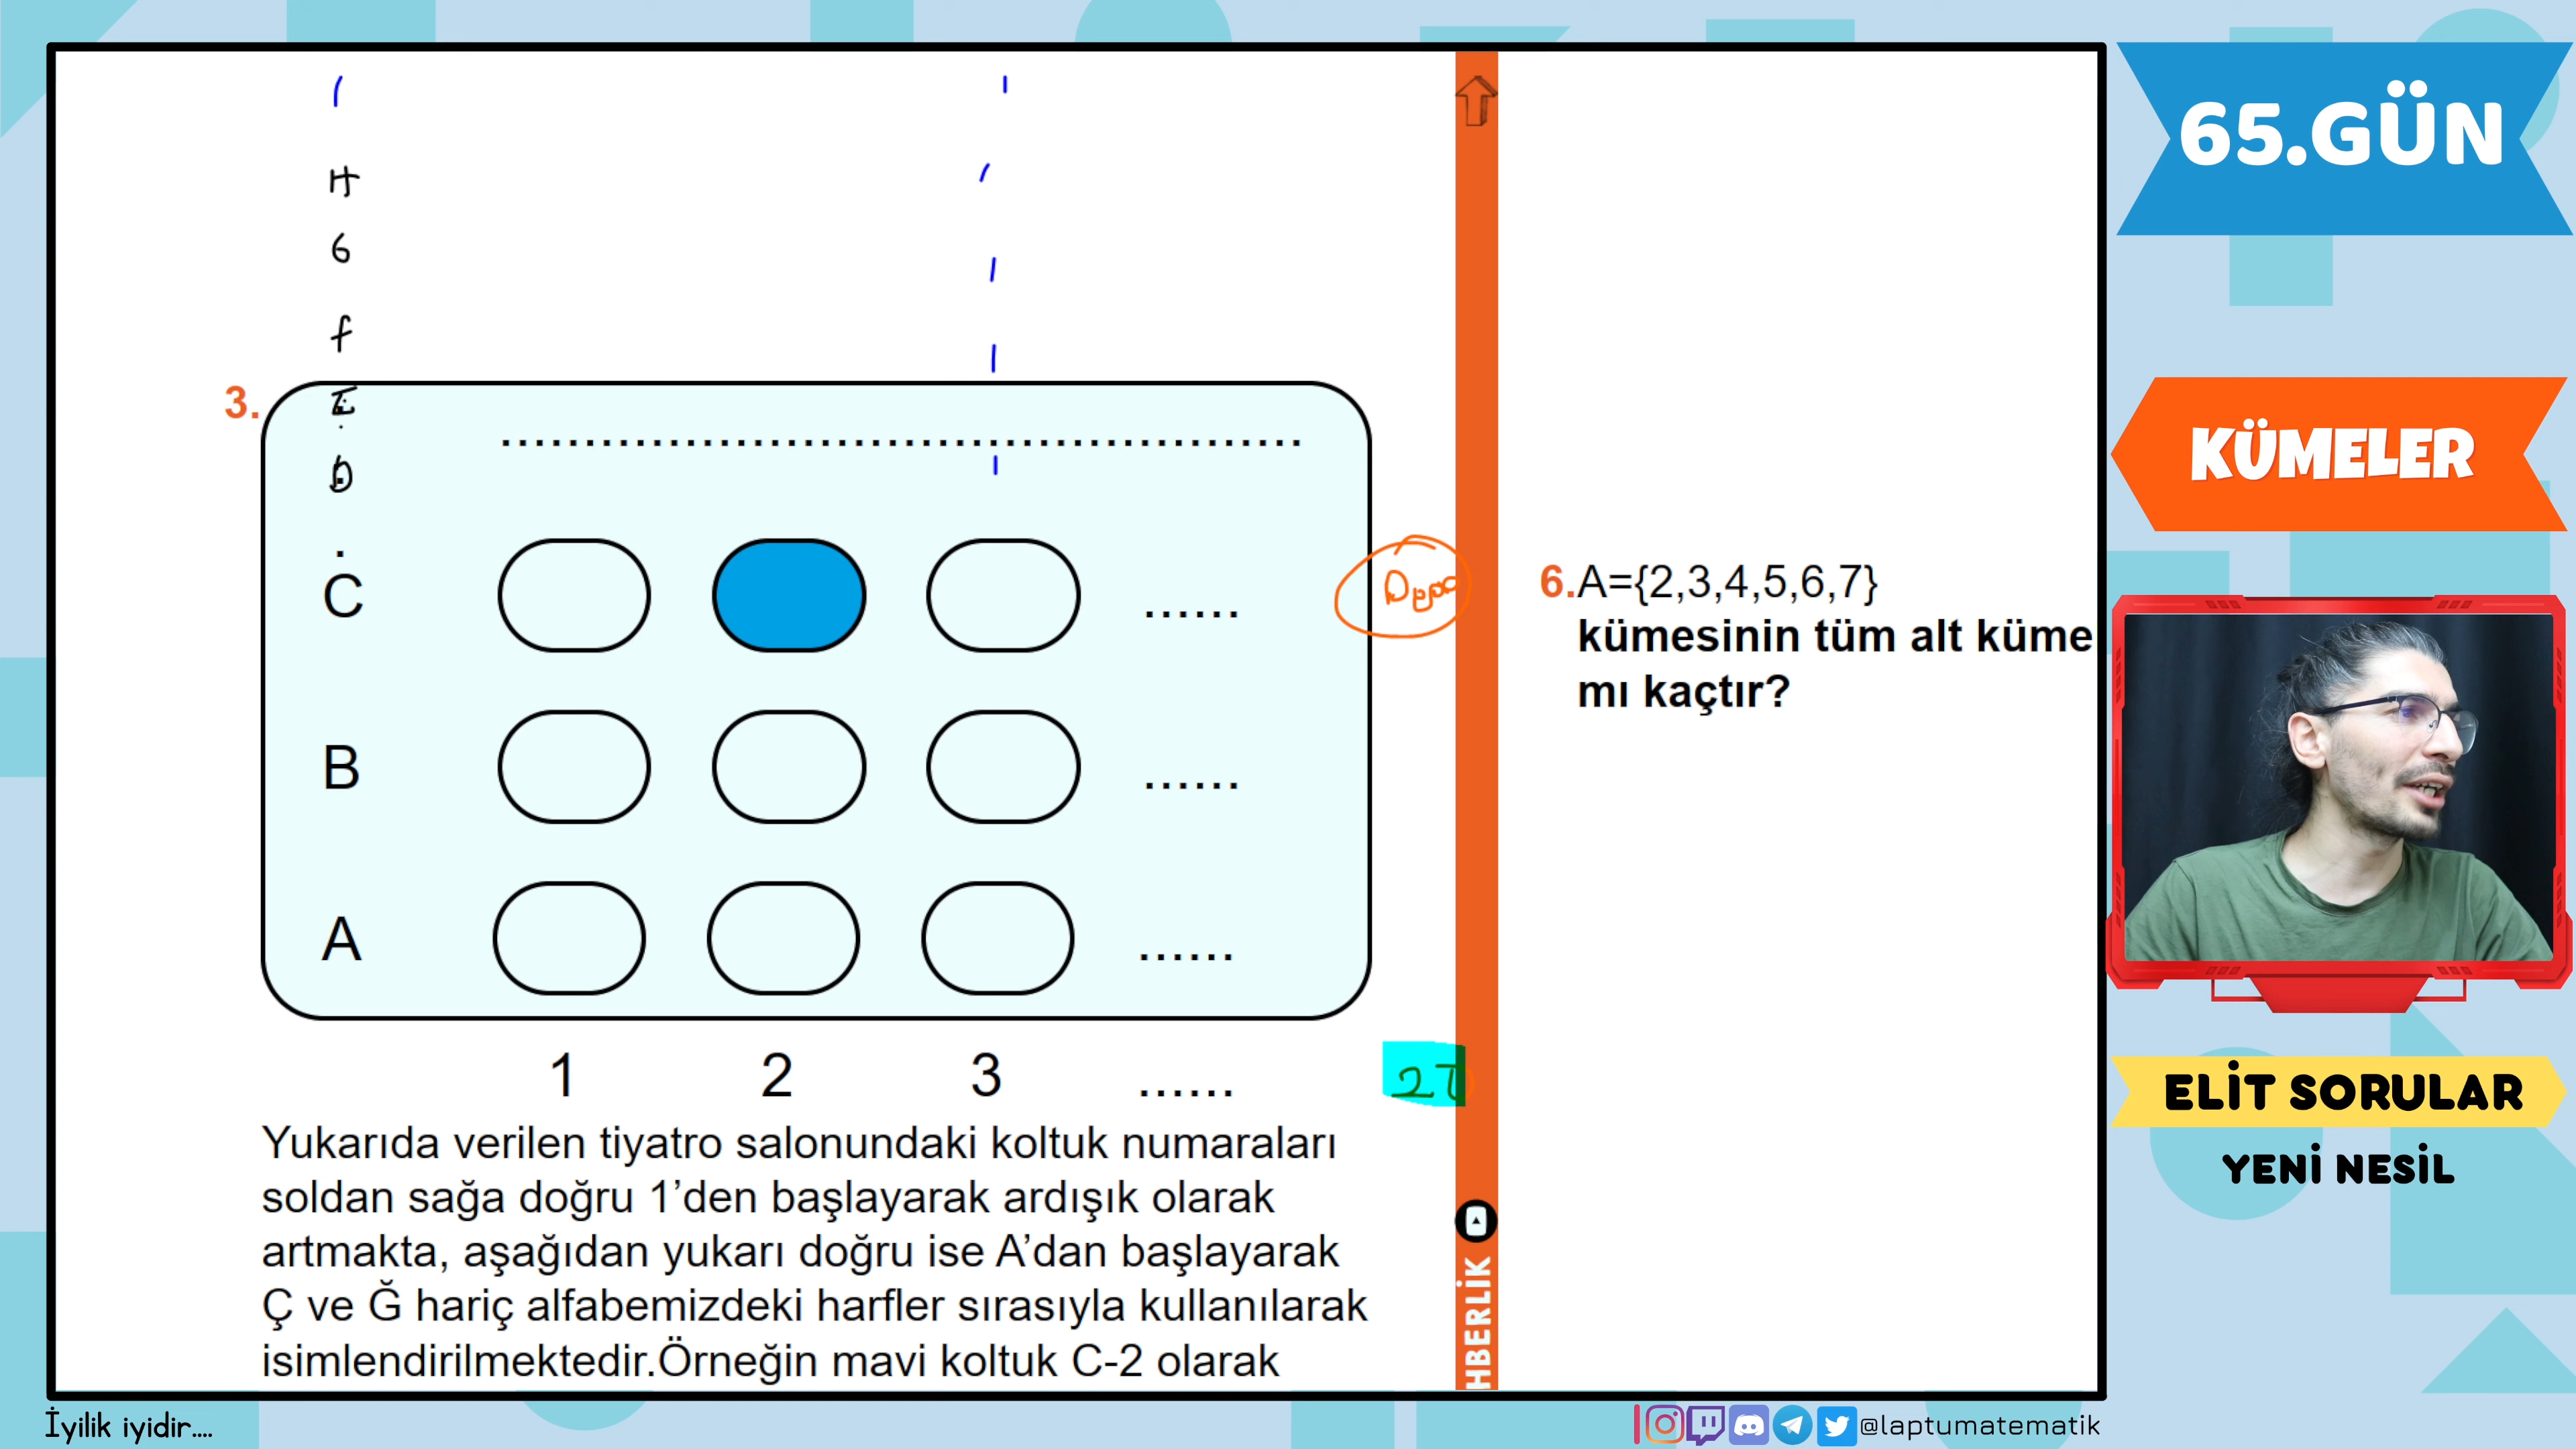 H
6
f
3.
D
C
B
A
1 2 3 ......
Yukarıda verilen tiyatro salonundaki koltuk numaraları
soldan sağa doğru 1’den başlayarak ardışık olarak
artmakta, aşağıdan yukarı doğru ise A’dan başlayarak
Ç ve Ğ hariç alfabemizdeki harfler sırasıyla kullanılarak
isimlendirilmektedir.Örneğin mavi koltuk C-2 olarak
HBERLİK
6.A={2,3,4,5,6,7}
kümesinin tüm alt küme
mı kaçtır?
65.GÜN
KÜMELER
ELİT SORULAR
YENİ NESİL
İyilik iyidir....
@laptumatematik